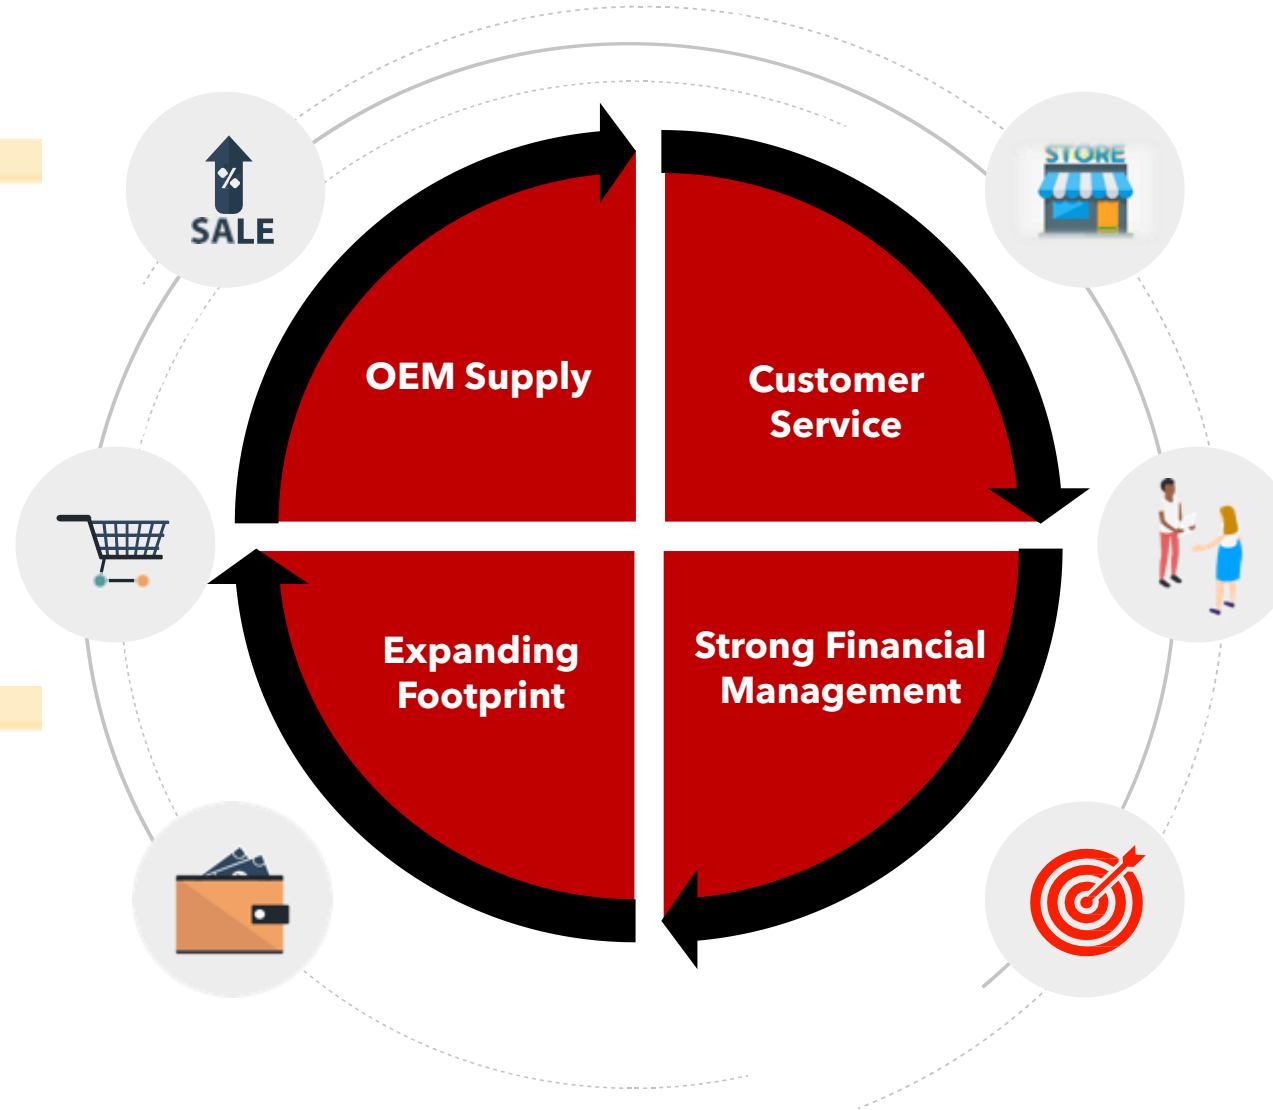 STORE
%
SALE
OEM Supply
Customer
Service
Expanding
Footprint
Strong Financial
Management